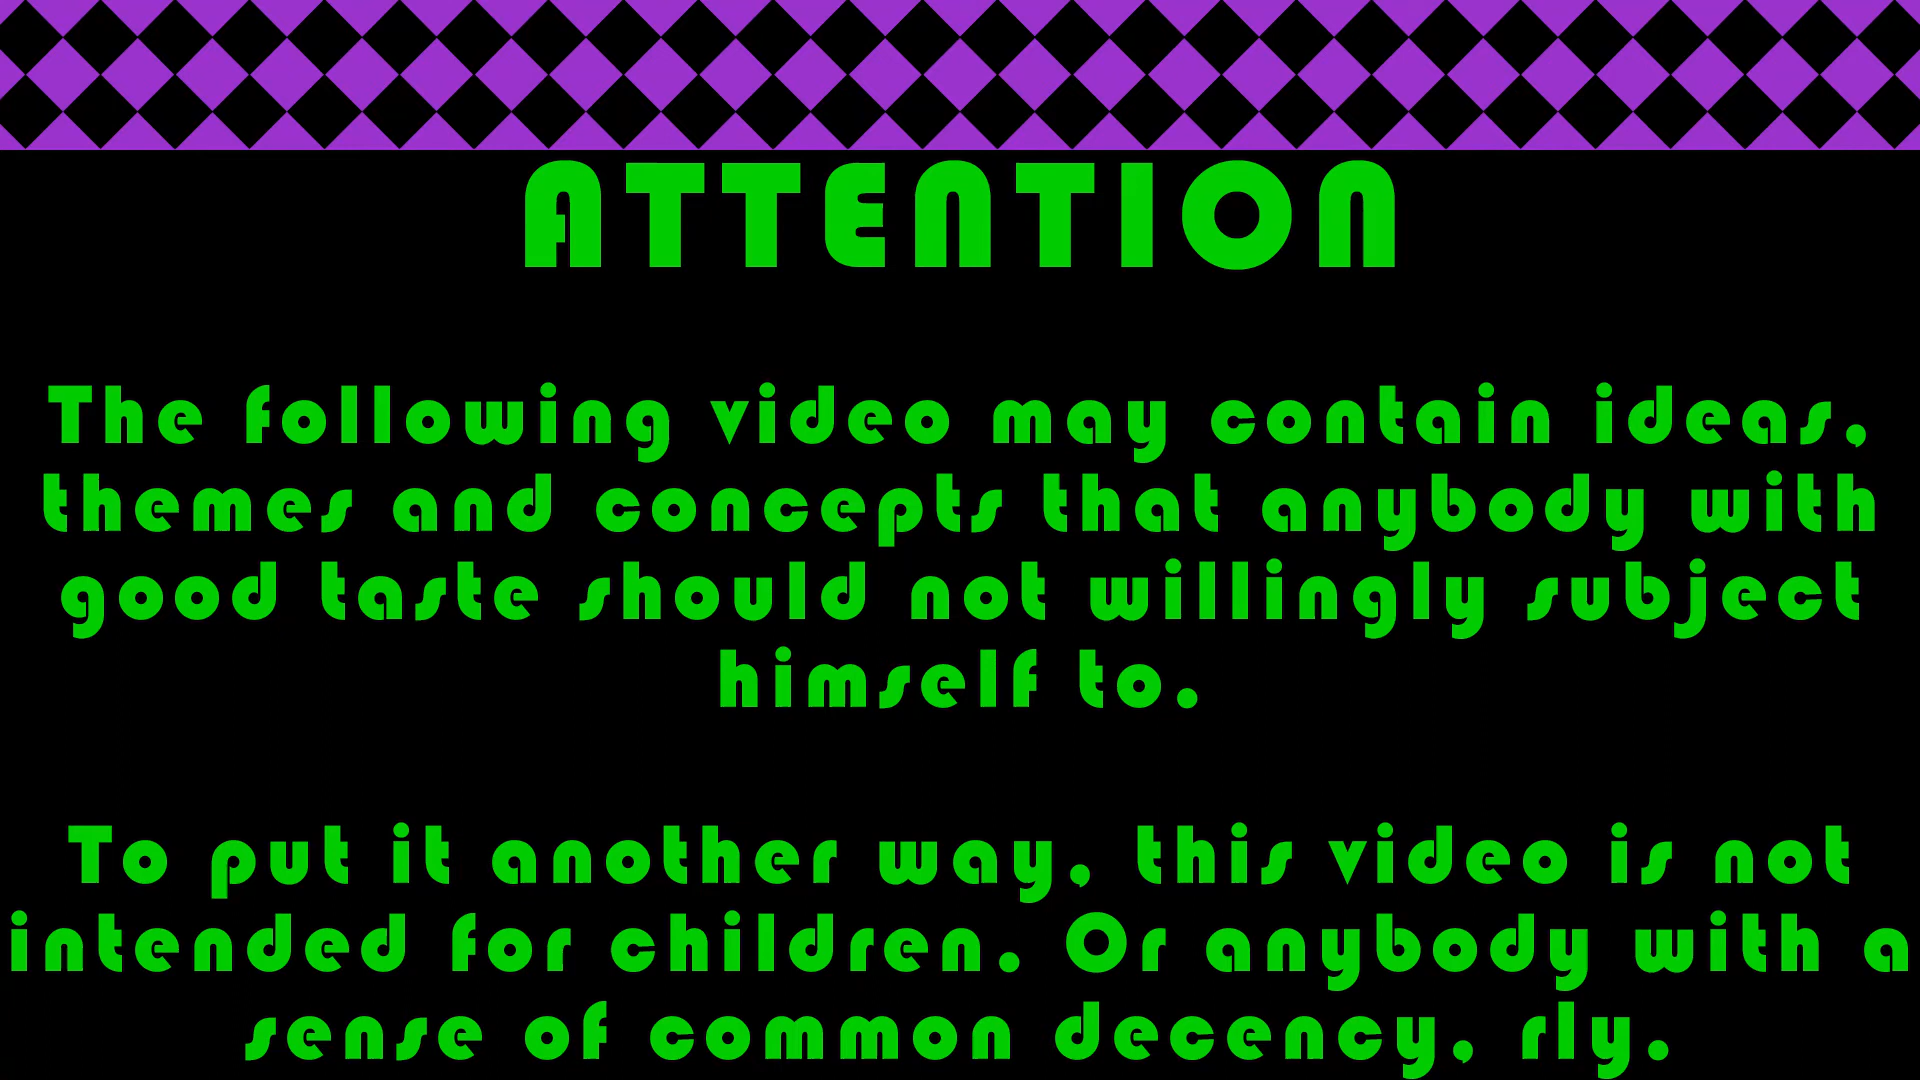 ATTENTION
The following video may contain ideas,
themes and concepts that anybody with
good taste should not willingly subject
himself to.
To put it another way, this video is not
intended for children. Or anybody with a
sense of common decency, rly.